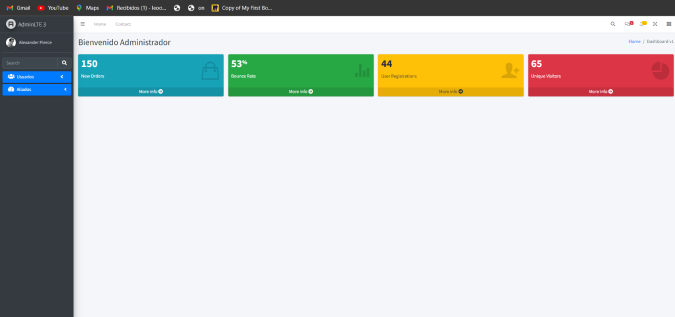 Gmail YouTube Maps Recibidos (1) - leoo... on Copy of My First Bo...
AdminLTE 3
Home Contact
Alexander Pierce
Bienvenido Administrador
Home / Dashboard v1
Search
Usuarios
Aliados
150
New Orders
More info
53%
Bounce Rate
More info
44
User Registrations
More info
65
Unique Visitors
More info